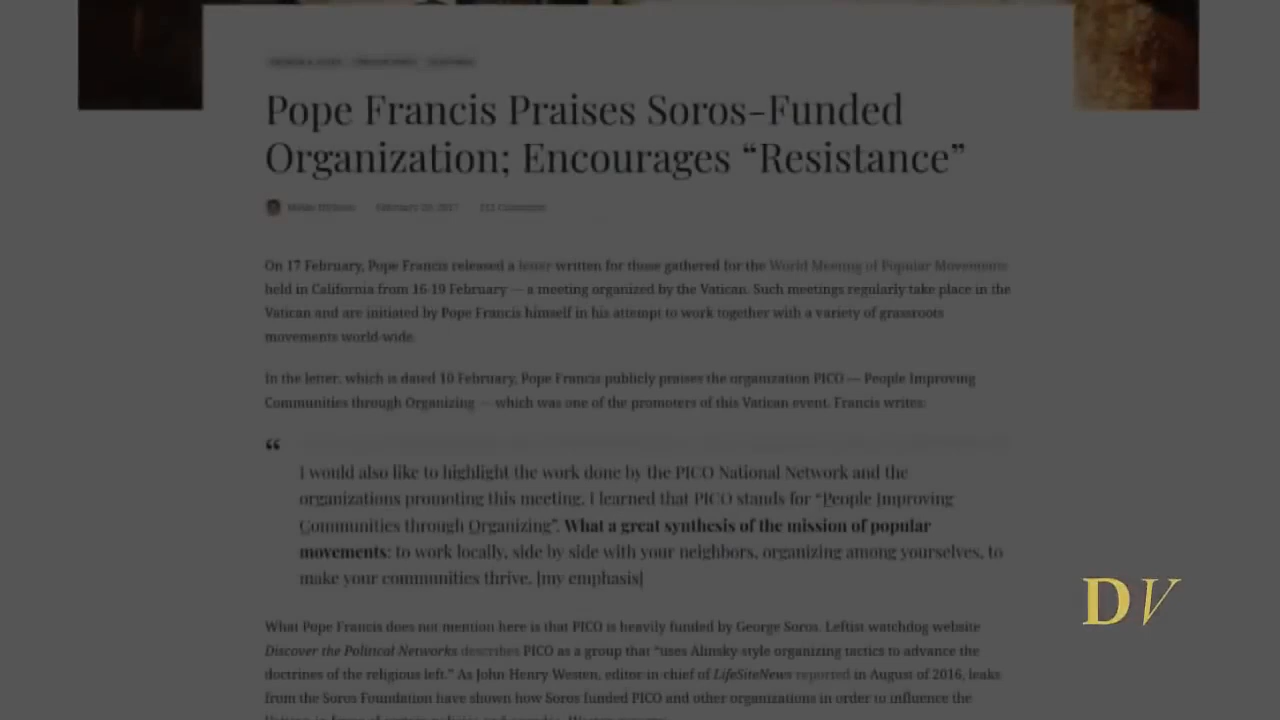 Pope Francis Praises Soros-Funded
Organization; Encourages “Resistance”
February 20, 2017
On 17 February, Pope Francis released a letter written for those gathered for the World Meeting of Popular Movements
held in California from 16-19 February — a meeting organized by the Vatican. Such meetings regularly take place in the
Vatican and are initiated by Pope Francis himself in his attempt to work together with a variety of grassroots
movements world-wide.
In the letter, which is dated 10 February, Pope Francis publicly praises the organization PICO — People Improving
Communities through Organizing — which was one of the promoters of this Vatican event. Francis writes:
“
I would also like to highlight the work done by the PICO National Network and the
organizations promoting this meeting. I learned that PICO stands for “People Improving
Communities through Organizing”. What a great synthesis of the mission of popular
movements: to work locally, side by side with your neighbors, organizing among yourselves, to
make your communities thrive. [my emphasis]
DV
What Pope Francis does not mention here is that PICO is heavily funded by George Soros. Leftist watchdog website
Discover the Political Networks describes PICO as a group that “uses Alinsky-style organizing tactics to advance the
doctrines of the religious left.” As John-Henry Westen, editor-in-chief of LifeSiteNews reported in August of 2016, leaks
from the Soros Foundation have shown how Soros funded PICO and other organizations in order to influence the